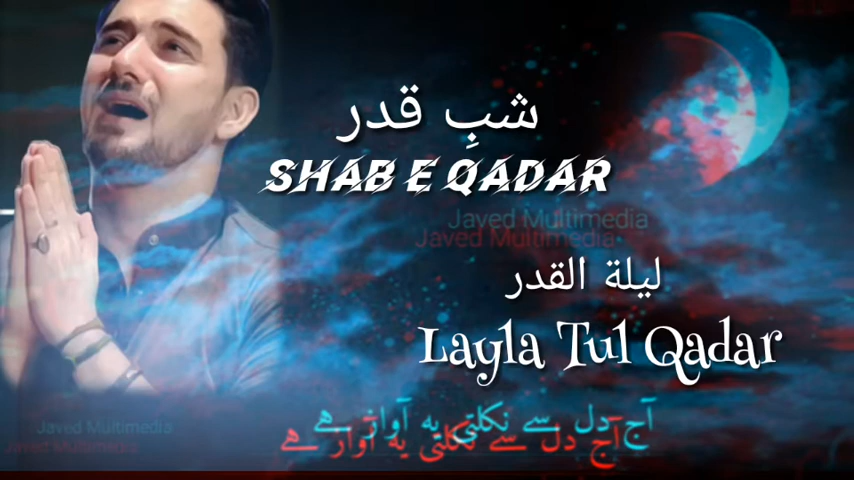 شبِ قدر
SHAB E QADAR
Javed Multimedia
Javed Multimedia
ليلة القدر
Layla Tul Qadar
آج دل سے نکلتی یہ آواز ہے
آج دل سے نکلتی یہ آواز ہے
Javed Multimedia
Javed Multimedia